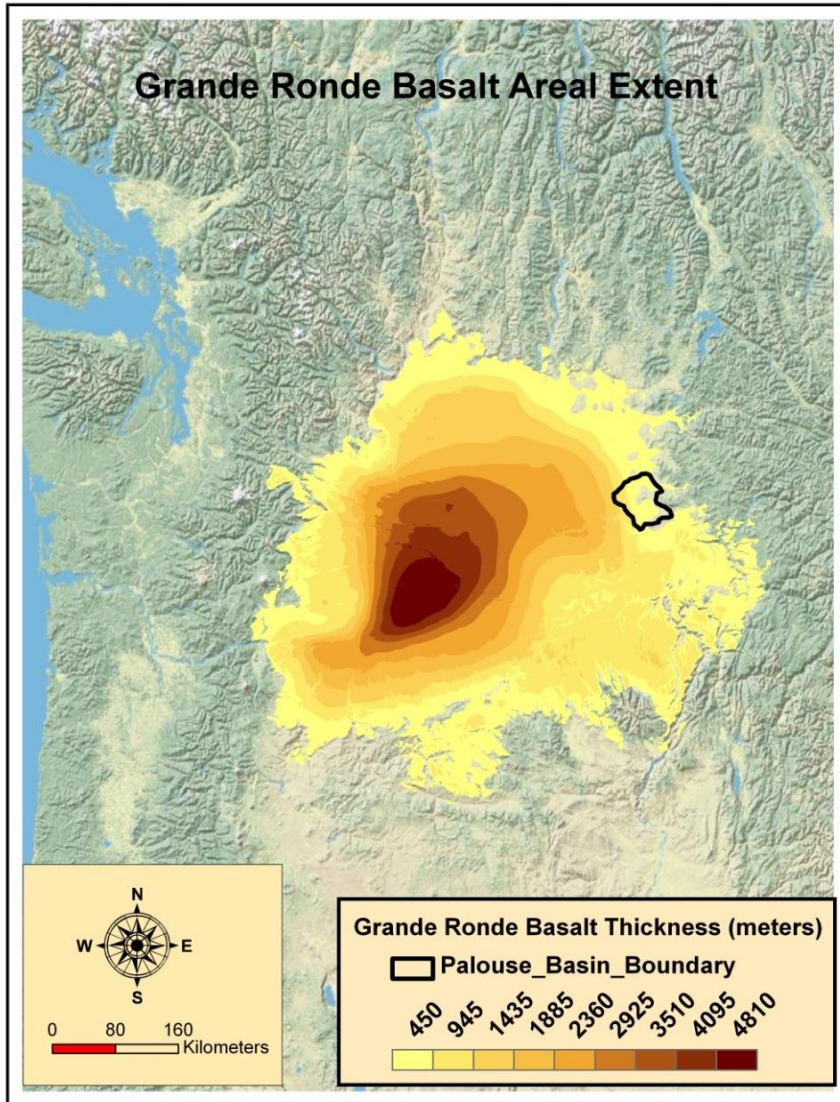 Grande Ronde Basalt Areal Extent
N
W
E
S
0
80
160
Kilometers
Grande Ronde Basalt Thickness (meters)
Palouse_Basin_Boundary
450
945
1435
1885
2360
2925
3510
4095
4810